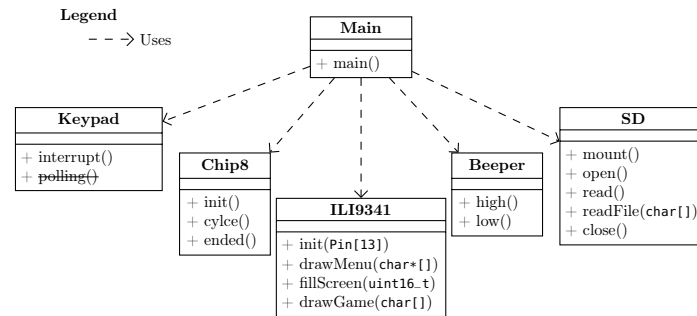 Legend
Uses
Main
+ main()
Keypad
+ interrupt()
+ polling()
Chip8
+ init()
+ cylce()
+ ended()
ILI9341
+ init(Pin[13])
+ drawMenu(char*[])
+ fillScreen(uint16_t)
+ drawGame(char[])
Beeper
+ high()
+ low()
SD
+ mount()
+ open()
+ read()
+ readFile(char[])
+ close()